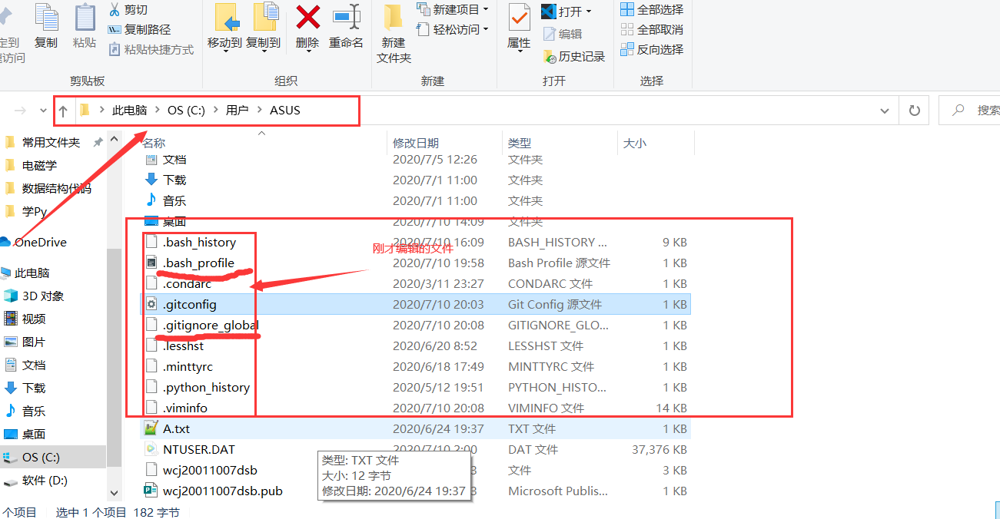 剪切
复制路径
粘贴快捷方式
复制
粘贴
定到
访问
剪贴板
移动到
复制到
删除
重命名
组织
新建
文件夹
新建项目
轻松访问
新建
属性
打开
编辑
历史记录
打开
全部选择
全部取消
反向选择
选择
此电脑 > OS (C:) > 用户 > ASUS
搜索
常用文件夹
电磁学
数据结构代码
学Py
OneDrive
此电脑
3D 对象
视频
图片
文档
下载
音乐
桌面
OS (C:)
软件 (D:)
名称 修改日期 类型 大小
文档 2020/7/5 12:26 文件夹
下载 2020/7/1 11:00 文件夹
音乐 2020/7/1 11:00 文件夹
桌面 2020/7/10 14:09 文件夹
.bash_history 2020/7/10 16:09 BASH_HISTORY ... 9 KB
刚才编辑的文件
.bash_profile 2020/7/10 19:58 Bash Profile 源文件 1 KB
.condarc 2020/3/11 23:27 CONDARC 文件 1 KB
.gitconfig 2020/7/10 20:03 Git Config 源文件 1 KB
.gitignore_global 2020/7/10 20:08 GITIGNORE_GLO... 1 KB
.lesshst 2020/6/20 8:52 LESSHST 文件 1 KB
.minttyrc 2020/6/18 17:49 MINTTYRC 文件 1 KB
.python_history 2020/5/12 19:51 PYTHON_HISTO... 1 KB
.viminfo 2020/7/10 20:08 VIMINFO 文件 14 KB
A.txt 2020/6/24 19:37 TXT 文件 1 KB
NTUSER.DAT 2020/7/10 2:00 DAT 文件 37,376 KB
wcj20011007dsb 文件 3 KB
wcj20011007dsb.pub Microsoft Publis... 1 KB
类型: TXT 文件
大小: 12 字节
修改日期: 2020/6/24 19:37
个项目 选中 1 个项目 182 字节